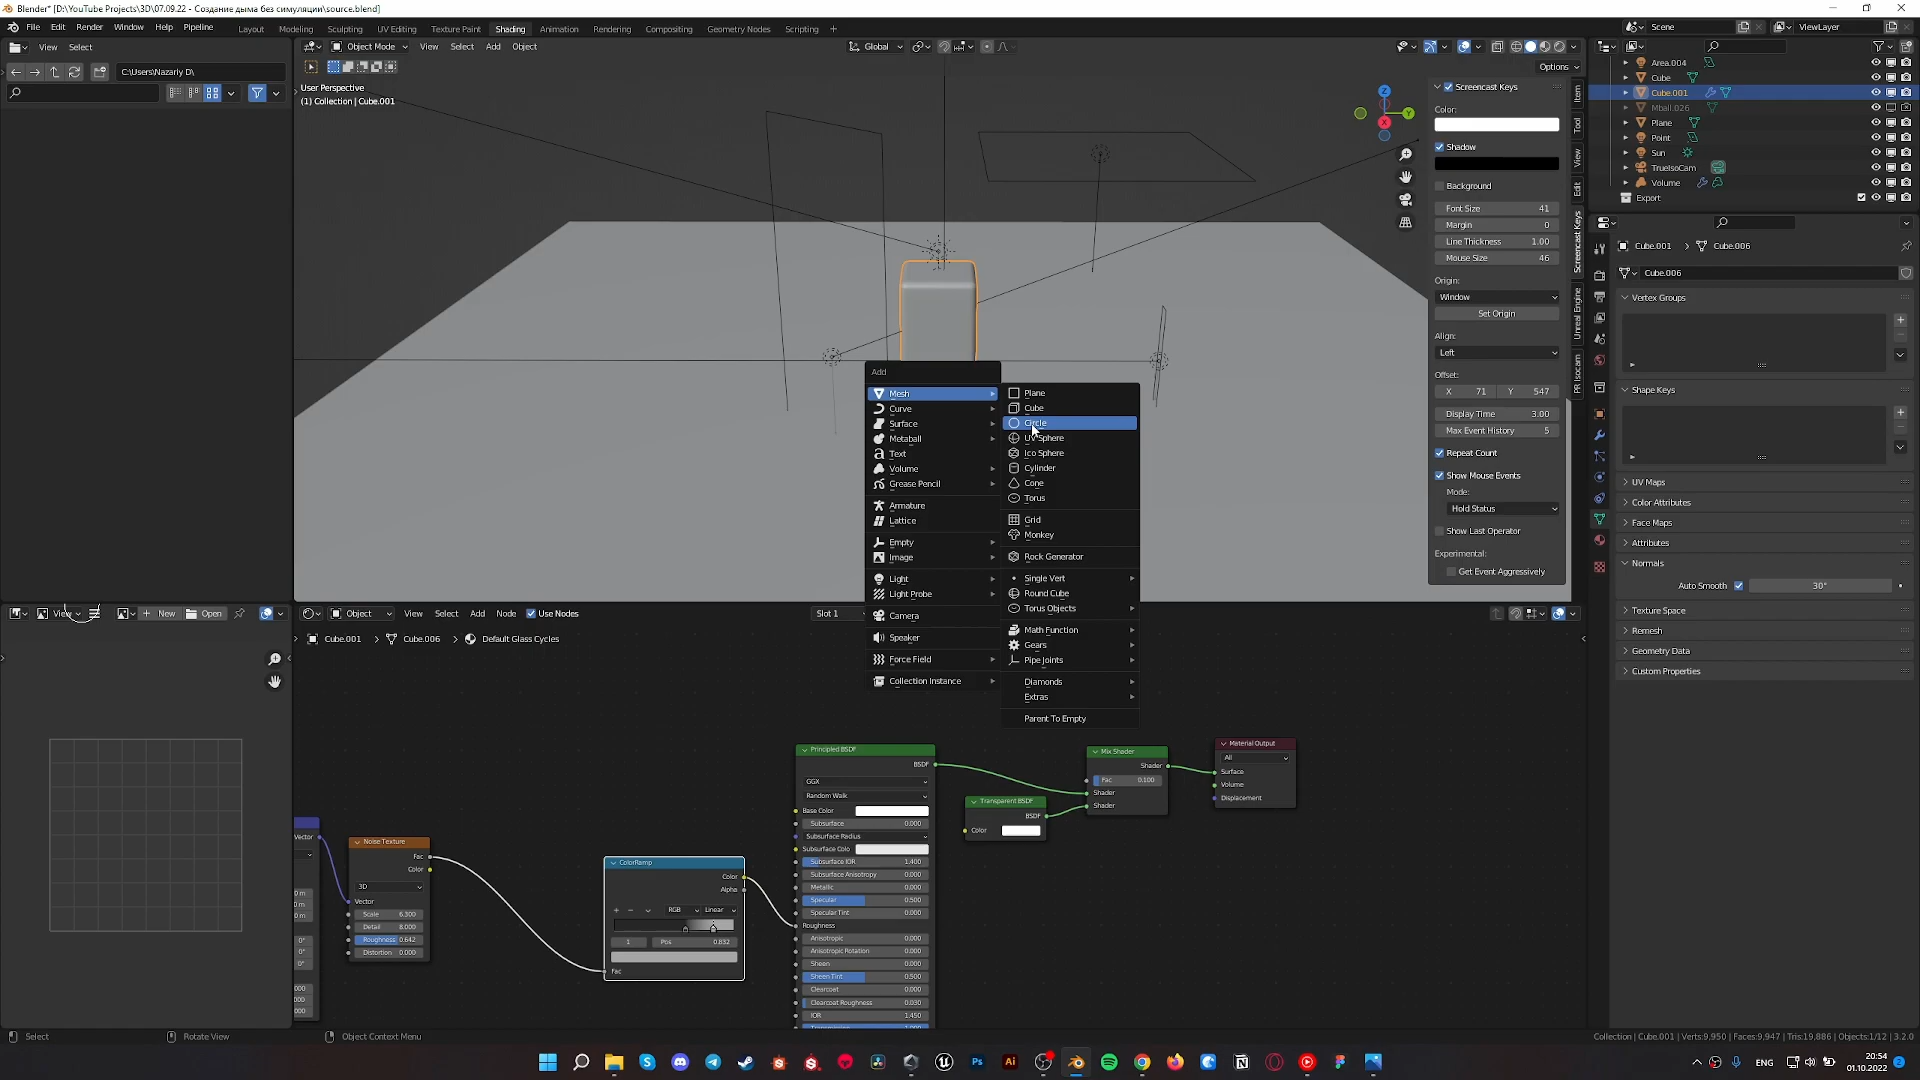 Blender* [D:\YouTube Projects\3D\07.09.22 - Создание дыма без симуляции\source.blend]
File Edit Render Window Help Pipeline
Layout Modeling Sculpting UV Editing Texture Paint Shading Animation Rendering Compositing Geometry Nodes Scripting +
Scene
ViewLayer
View Select
Object Mode View Select Add Object
Global
C:\Users\Nazariy D\
Options
User Perspective
(1) Collection | Cube.001
Screencast Keys
Color:
Shadow
Background
Font Size 41
Margin 0
Line Thickness 1.00
Mouse Size 46
Origin:
Window
Set Origin
Align:
Left
Offset:
X 71 Y 547
Display Time 3.00
Max Event History 5
Repeat Count
Show Mouse Events
Mode:
Hold Status
Show Last Operator
Experimental:
Get Event Aggressively
Item
Tool
View
Edit
Screencast Keys
Unreal Engine
PR Isocam
X
Y
Z
Area.004
Cube
Cube.001
Mball.026
Plane
Point
Sun
TrueIsoCam
Volume
Export
Cube.001 > Cube.006
Cube.006
Vertex Groups
Shape Keys
UV Maps
Color Attributes
Face Maps
Attributes
Normals
Auto Smooth 30°
Texture Space
Remesh
Geometry Data
Custom Properties
Add
Mesh
Curve
Surface
Metaball
Text
Volume
Grease Pencil
Armature
Lattice
Empty
Image
Light
Light Probe
Camera
Speaker
Force Field
Collection Instance
Plane
Cube
Circle
UV Sphere
Ico Sphere
Cylinder
Cone
Torus
Grid
Monkey
Rock Generator
Single Vert
Round Cube
Torus Objects
Math Function
Gears
Pipe Joints
Diamonds
Extras
Parent To Empty
View New Open
Object View Select Add Node Use Nodes Slot 1
Cube.001 > Cube.006 > Default Glass Cycles
Vector
Noise Texture
Fac
Color
3D
Vector
Scale 6.300
Detail 8.000
Roughness 0.642
Distortion 0.000
ColorRamp
Color
Alpha
RGB Linear
1 Pos 0.832
Fac
Principled BSDF
BSDF
GGX
Random Walk
Base Color
Subsurface 0.000
Subsurface Radius
Subsurface Colo
Subsurface IOR 1.400
Subsurface Anisotropy 0.000
Metallic 0.000
Specular 0.500
Specular Tint 0.000
Roughness
Anisotropic 0.000
Anisotropic Rotation 0.000
Sheen 0.000
Sheen Tint 0.500
Clearcoat 0.000
Clearcoat Roughness 0.030
IOR 1.450
Transparent BSDF
BSDF
Color
Mix Shader
Shader
Fac 0.100
Shader
Shader
Material Output
All
Surface
Volume
Displacement
Select
Rotate View
Object Context Menu
Collection | Cube.001 | Verts:9,950 | Faces:9,947 | Tris:19,886 | Objects:1/12 | 3.2.0
ENG
20:54
01.10.2022